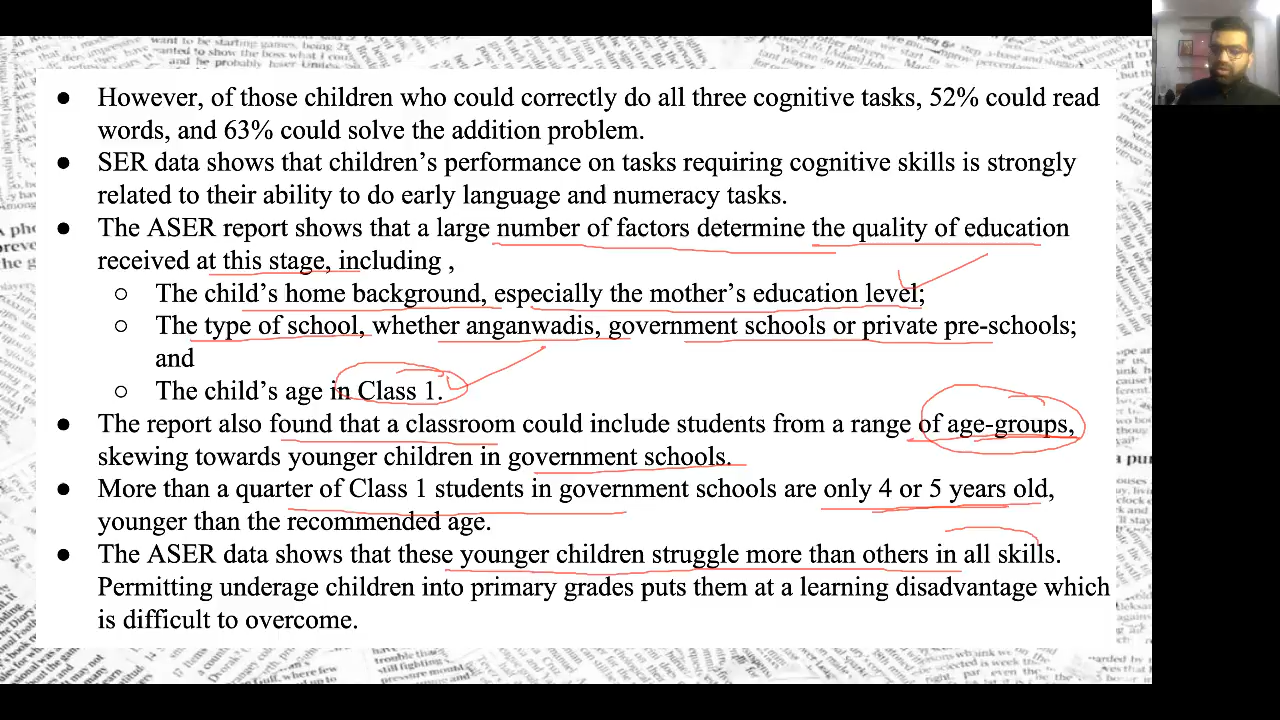 ● However, of those children who could correctly do all three cognitive tasks, 52% could read
words, and 63% could solve the addition problem.
● SER data shows that children's performance on tasks requiring cognitive skills is strongly
related to their ability to do early language and numeracy tasks.
● The ASER report shows that a large number of factors determine the quality of education
received at this stage, including ,
○ The child's home background, especially the mother's education level;
○ The type of school, whether anganwadis, government schools or private pre-schools;
and
○ The child's age in Class 1.
● The report also found that a classroom could include students from a range of age-groups,
skewing towards younger children in government schools.
● More than a quarter of Class 1 students in government schools are only 4 or 5 years old,
younger than the recommended age.
● The ASER data shows that these younger children struggle more than others in all skills.
Permitting underage children into primary grades puts them at a learning disadvantage which
is difficult to overcome.